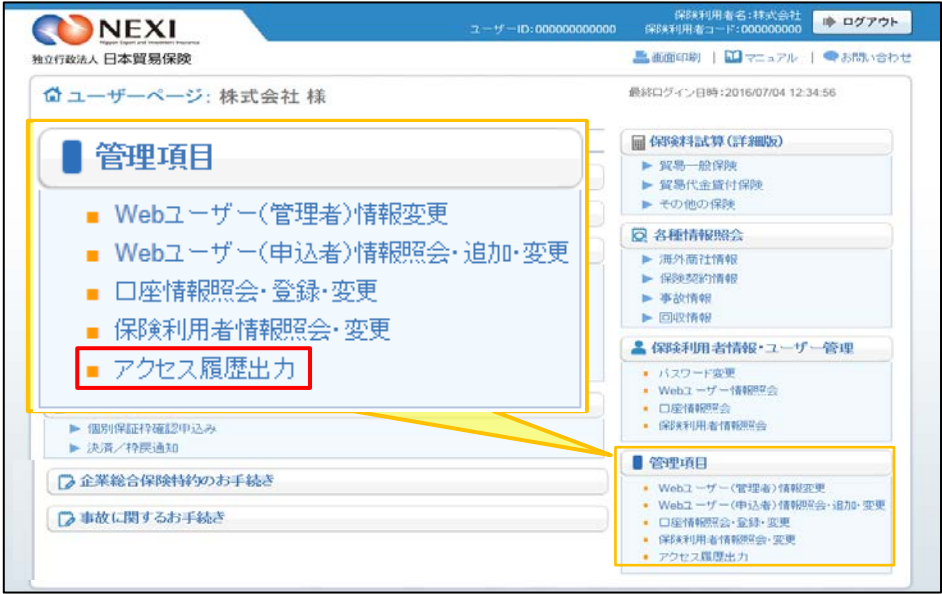 NEXI
Nippon Export and Investment Insurance
独立行政法人 日本貿易保険
ユーザーID:000000000000
保険利用者名:株式会社
保険利用者コード:000000000
ログアウト
画面印刷 | マニュアル | お問い合わせ
ユーザーページ: 株式会社 様
最終ログイン日時:2016/07/04 12:34:56
管理項目
Webユーザー(管理者)情報変更
Webユーザー(申込者)情報照会・追加・変更
口座情報照会・登録・変更
保険利用者情報照会・変更
アクセス履歴出力
個別保証枠確認申込み
決済/枠戻通知
企業総合保険特約のお手続き
事故に関するお手続き
保険料試算(詳細版)
貿易一般保険
貿易代金貸付保険
その他の保険
各種情報照会
海外商社情報
保険契約情報
事故情報
回収情報
保険利用者情報・ユーザー管理
パスワード変更
Webユーザー情報照会
口座情報照会
保険利用者情報照会
管理項目
Webユーザー(管理者)情報変更
Webユーザー(申込者)情報照会・追加・変更
口座情報照会・登録・変更
保険利用者情報照会・変更
アクセス履歴出力